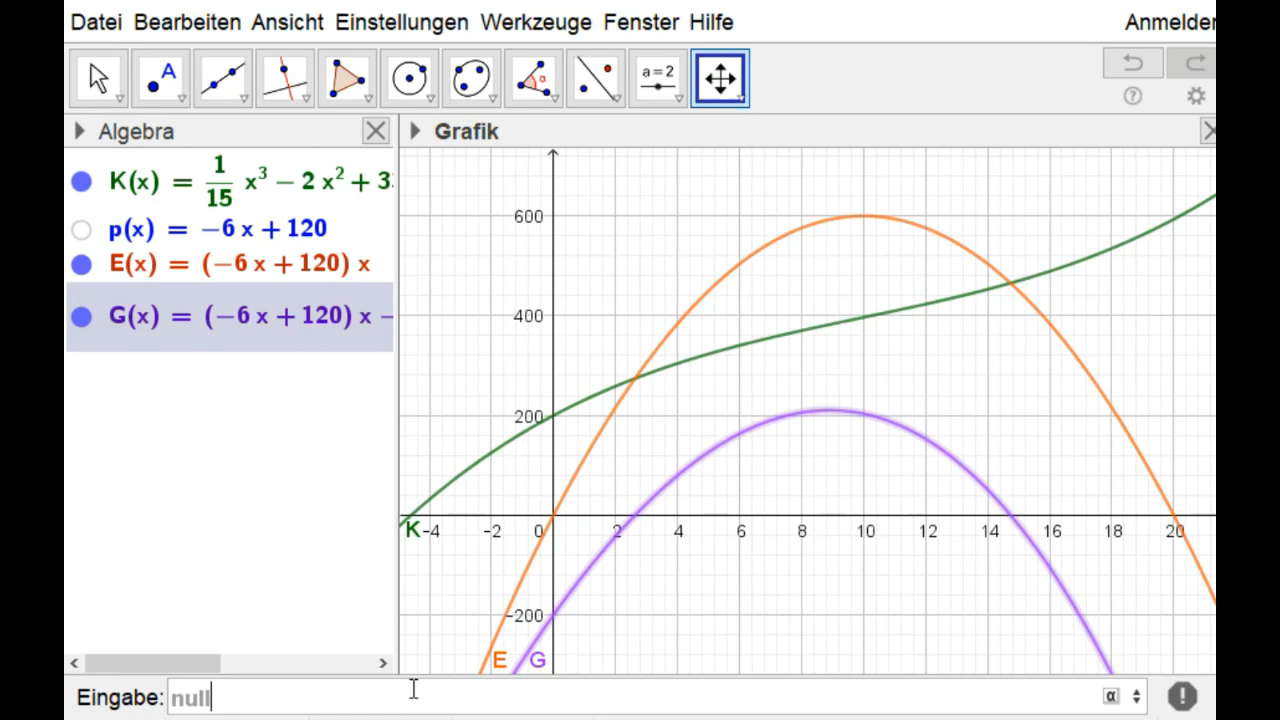 Datei Bearbeiten Ansicht Einstellungen Werkzeuge Fenster Hilfe Anmelden
A α a=2
Algebra Grafik
K(x) = 1/15 x³ − 2 x² + 3
p(x) = −6 x + 120
E(x) = (−6 x + 120) x
G(x) = (−6 x + 120) x −
600
400
200
K -4 -2 0 2 4 6 8 10 12 14 16 18 20
-200
E G
Eingabe: null α